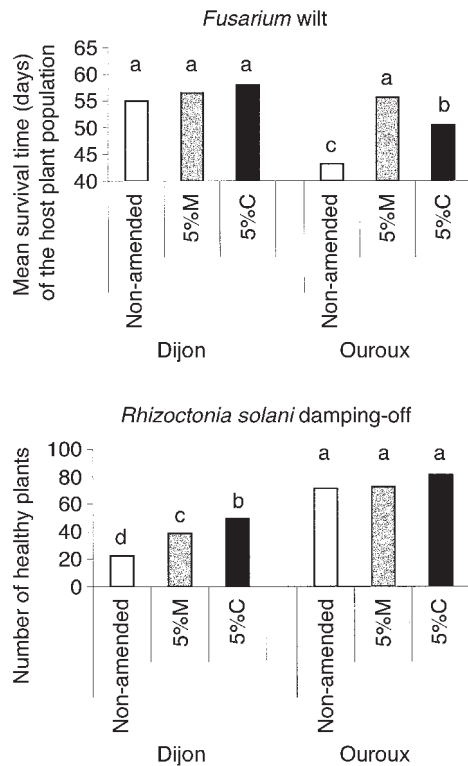 Fusarium wilt
Mean survival time (days)
of the host plant population
65
60
55
50
45
40
a
a
a
c
a
b
Non-amended
5%M
5%C
Non-amended
5%M
5%C
Dijon
Ouroux
Rhizoctonia solani damping-off
Number of healthy plants
100
80
60
40
20
0
d
c
b
a
a
a
Non-amended
5%M
5%C
Non-amended
5%M
5%C
Dijon
Ouroux